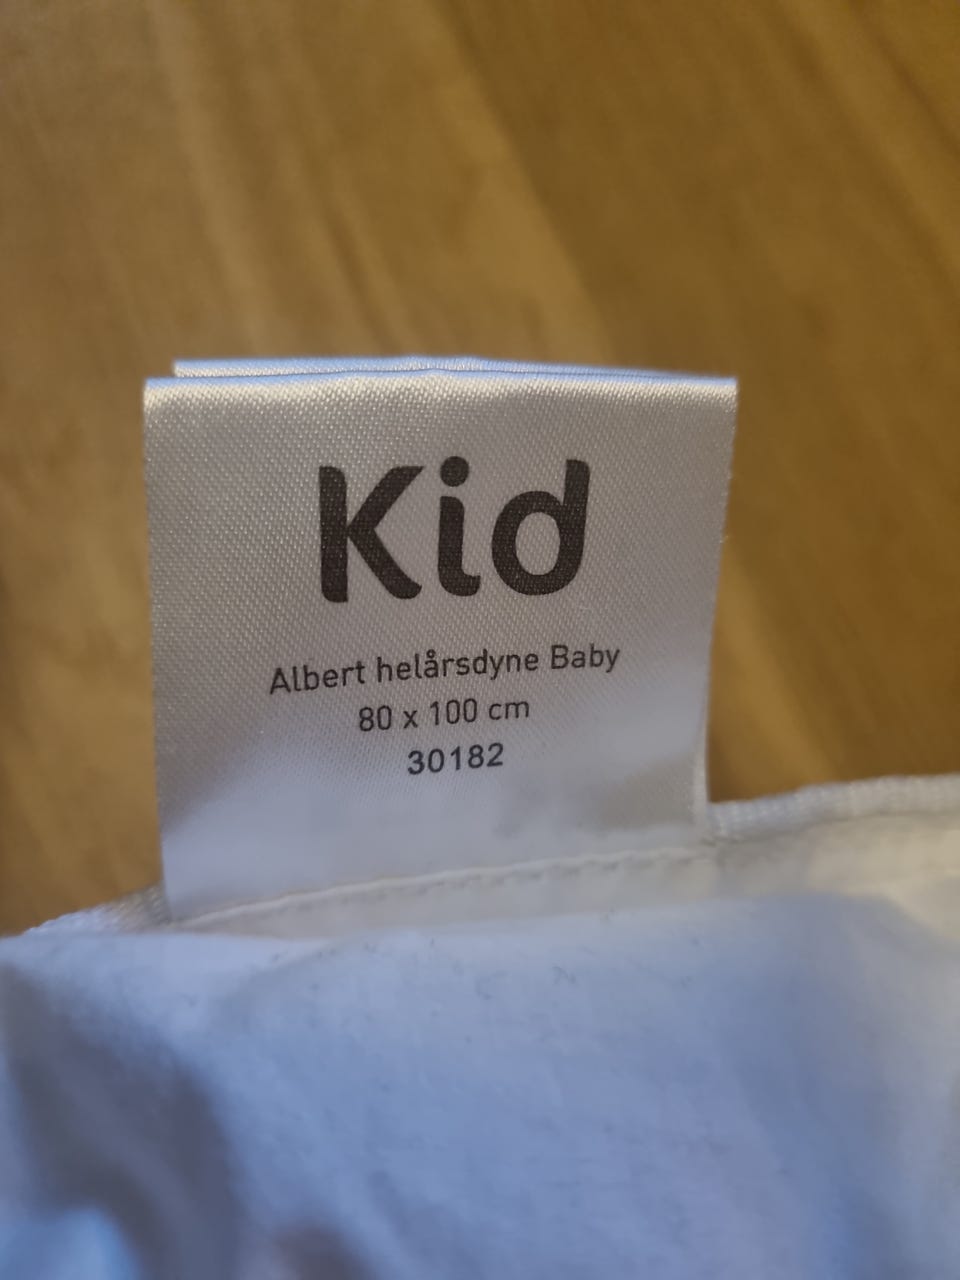 Kid
Albert helårsdyne Baby
80 x 100 cm
30182